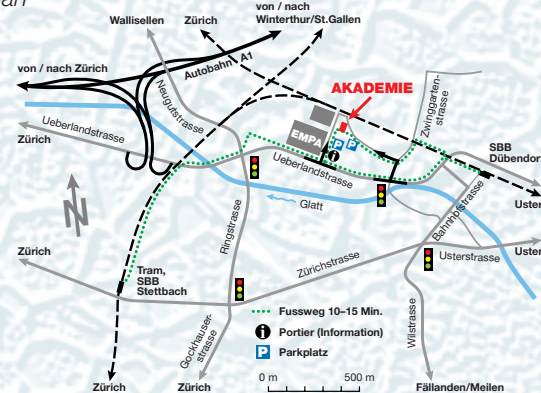 von / nach
Wallisellen
Zürich
Winterthur/St.Gallen
von / nach Zürich
Autobahn A1
AKADEMIE
Neugutstrasse
Zwinggarten-
strasse
EMPA
P P
i
Zürich
Ueberlandstrasse
Ueberlandstrasse
SBB
Dübendorf
Bahnhofstrasse
Uster
Glatt
N
Ringstrasse
Zürich
Zürichstrasse
Uster
Usterstrasse
Tram,
SBB
Stettbach
Gockhauser-
strasse
Wilstrasse
Fussweg 10–15 Min.
i Portier (Information)
P Parkplatz
0 m 500 m
Zürich
Zürich
Fällanden/Meilen